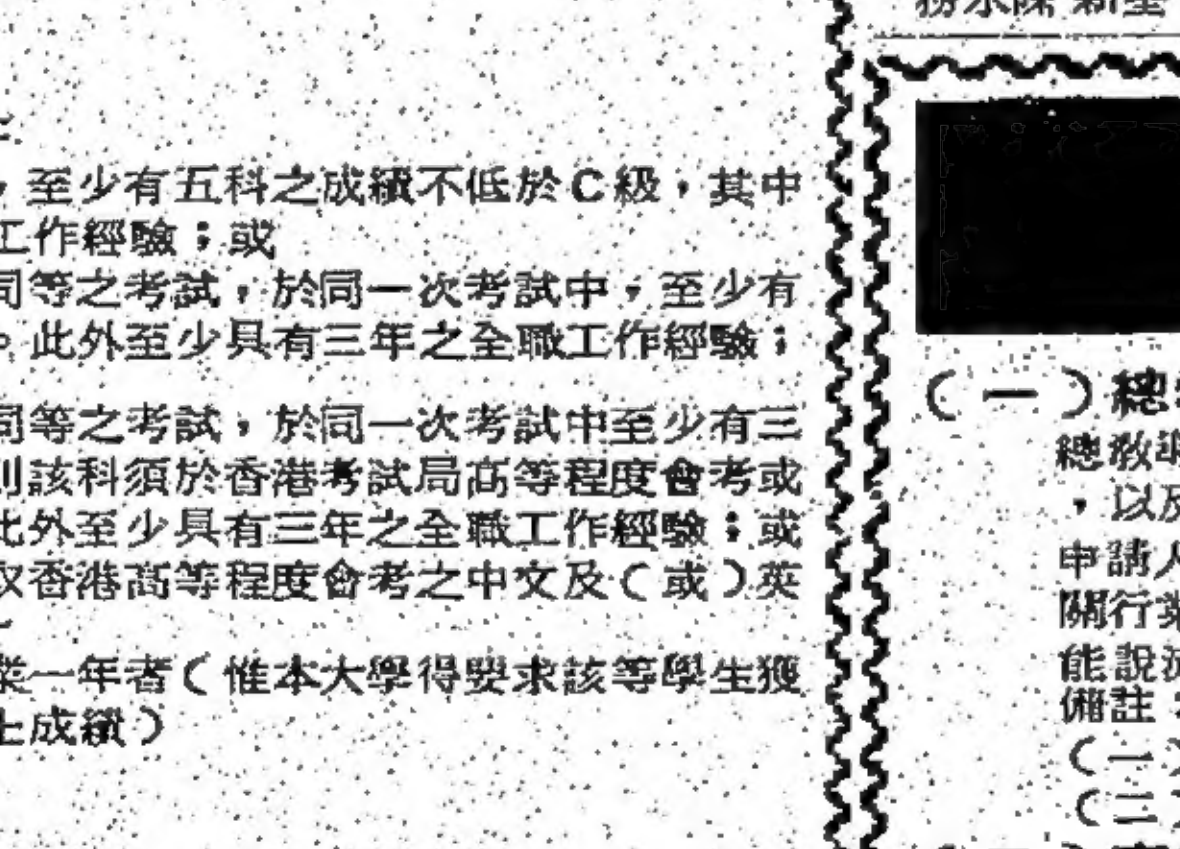 ，至少有五科之成績不低於C級，其中
工作經驗；或
同等之考試，於同一次考試中，至少有
。此外至少具有三年之全職工作經驗；
同等之考試，於同一次考試中至少有三
則該科須於香港考試局高等程度會考或
此外至少具有三年之全職工作經驗；或
取香港高等程度會考之中文及（或）英
業一年者（惟本大學得要求該等學生獲
上成績）
（一）總
總教
，以及
申請人
關行業
能說
備註：
（一）
（二）